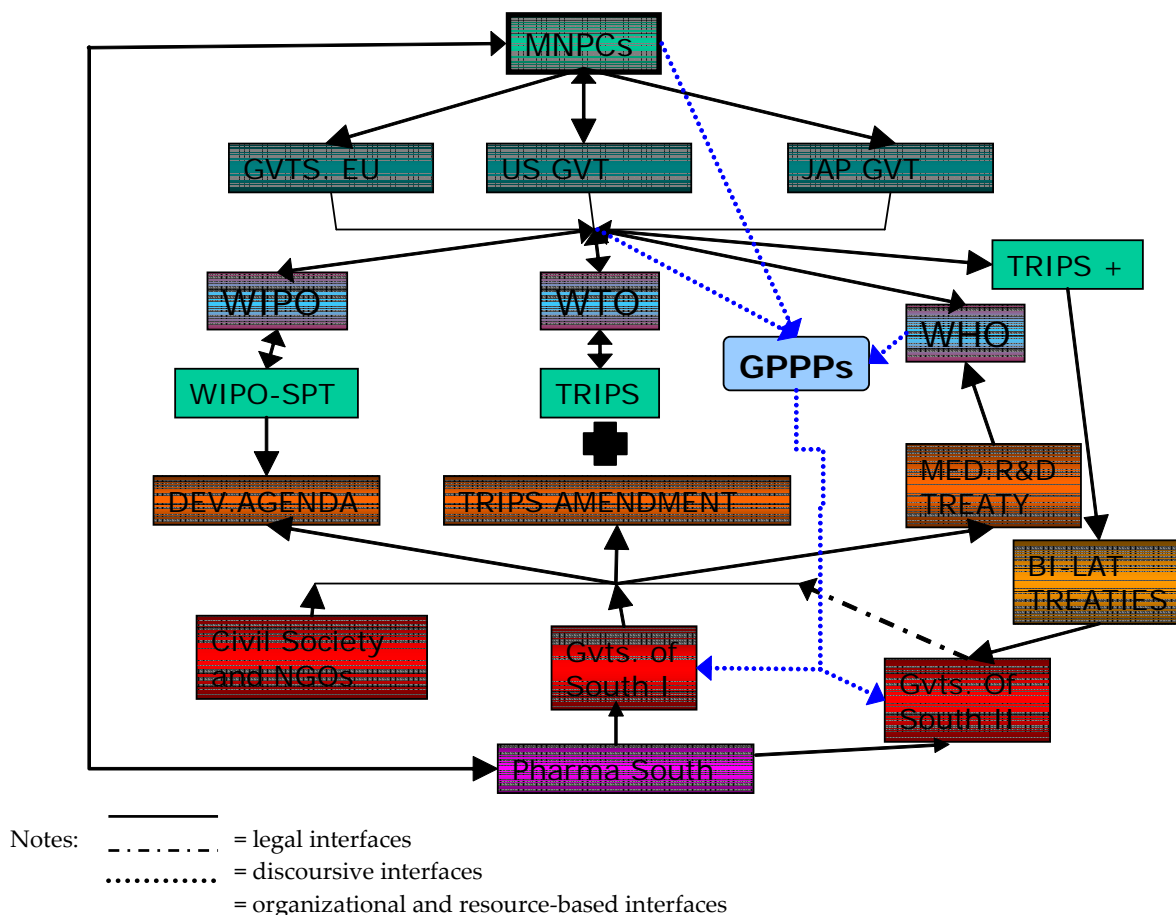 MNPCs
GVTS. EU
US GVT
JAP GVT
TRIPS +
WIPO
WTO
WHO
GPPPs
WIPO-SPT
TRIPS
MED.R&D
TREATY
DEV.AGENDA
TRIPS AMENDMENT
BI-LAT
TREATIES
Civil Society
and NGOs
Gvts. of
South I
Gvts. Of
South II
Pharma South
Notes:
= legal interfaces
= discoursive interfaces
= organizational and resource-based interfaces